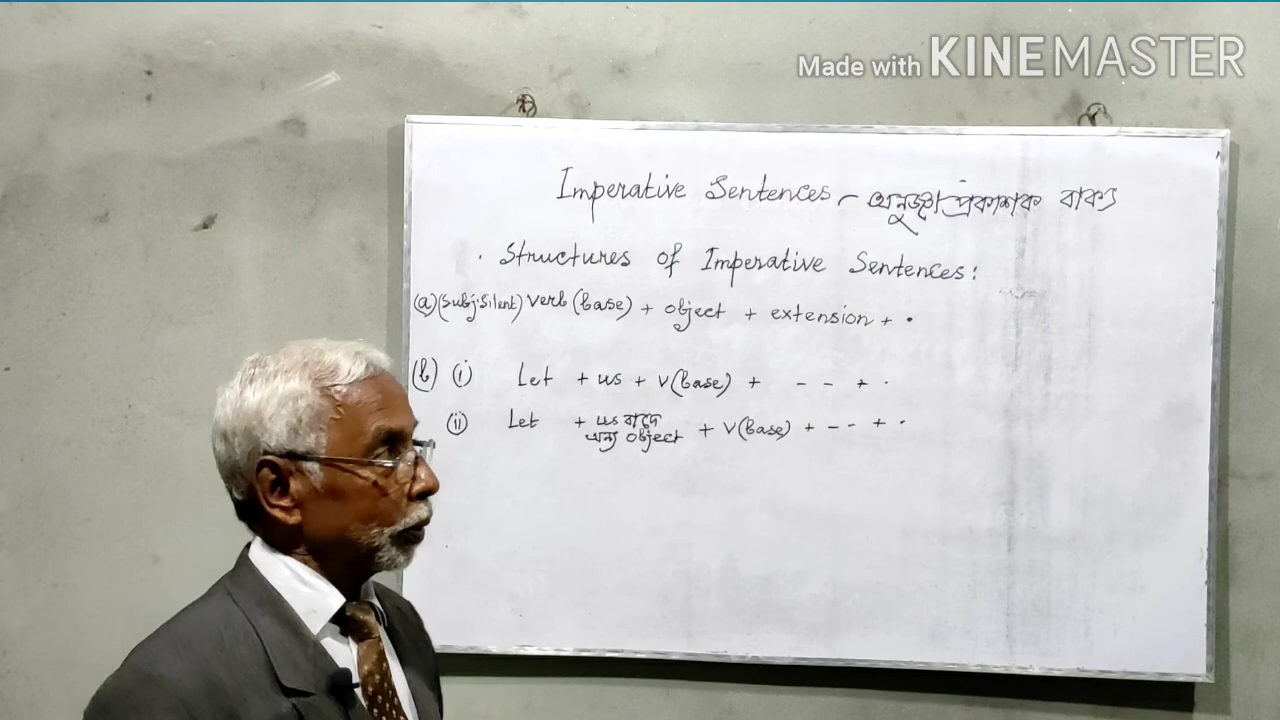 Made with KINEMASTER
Imperative Sentences - অনুজ্ঞা প্রকাশক বাক্য
. Structures of Imperative Sentences:
(a) (Subj. Silent) Verb (base) + object + extension + .
(b) (i) Let + us + V(base) + - - + .
(ii) Let + us বাদে অন্য object + V(base) + - - + .